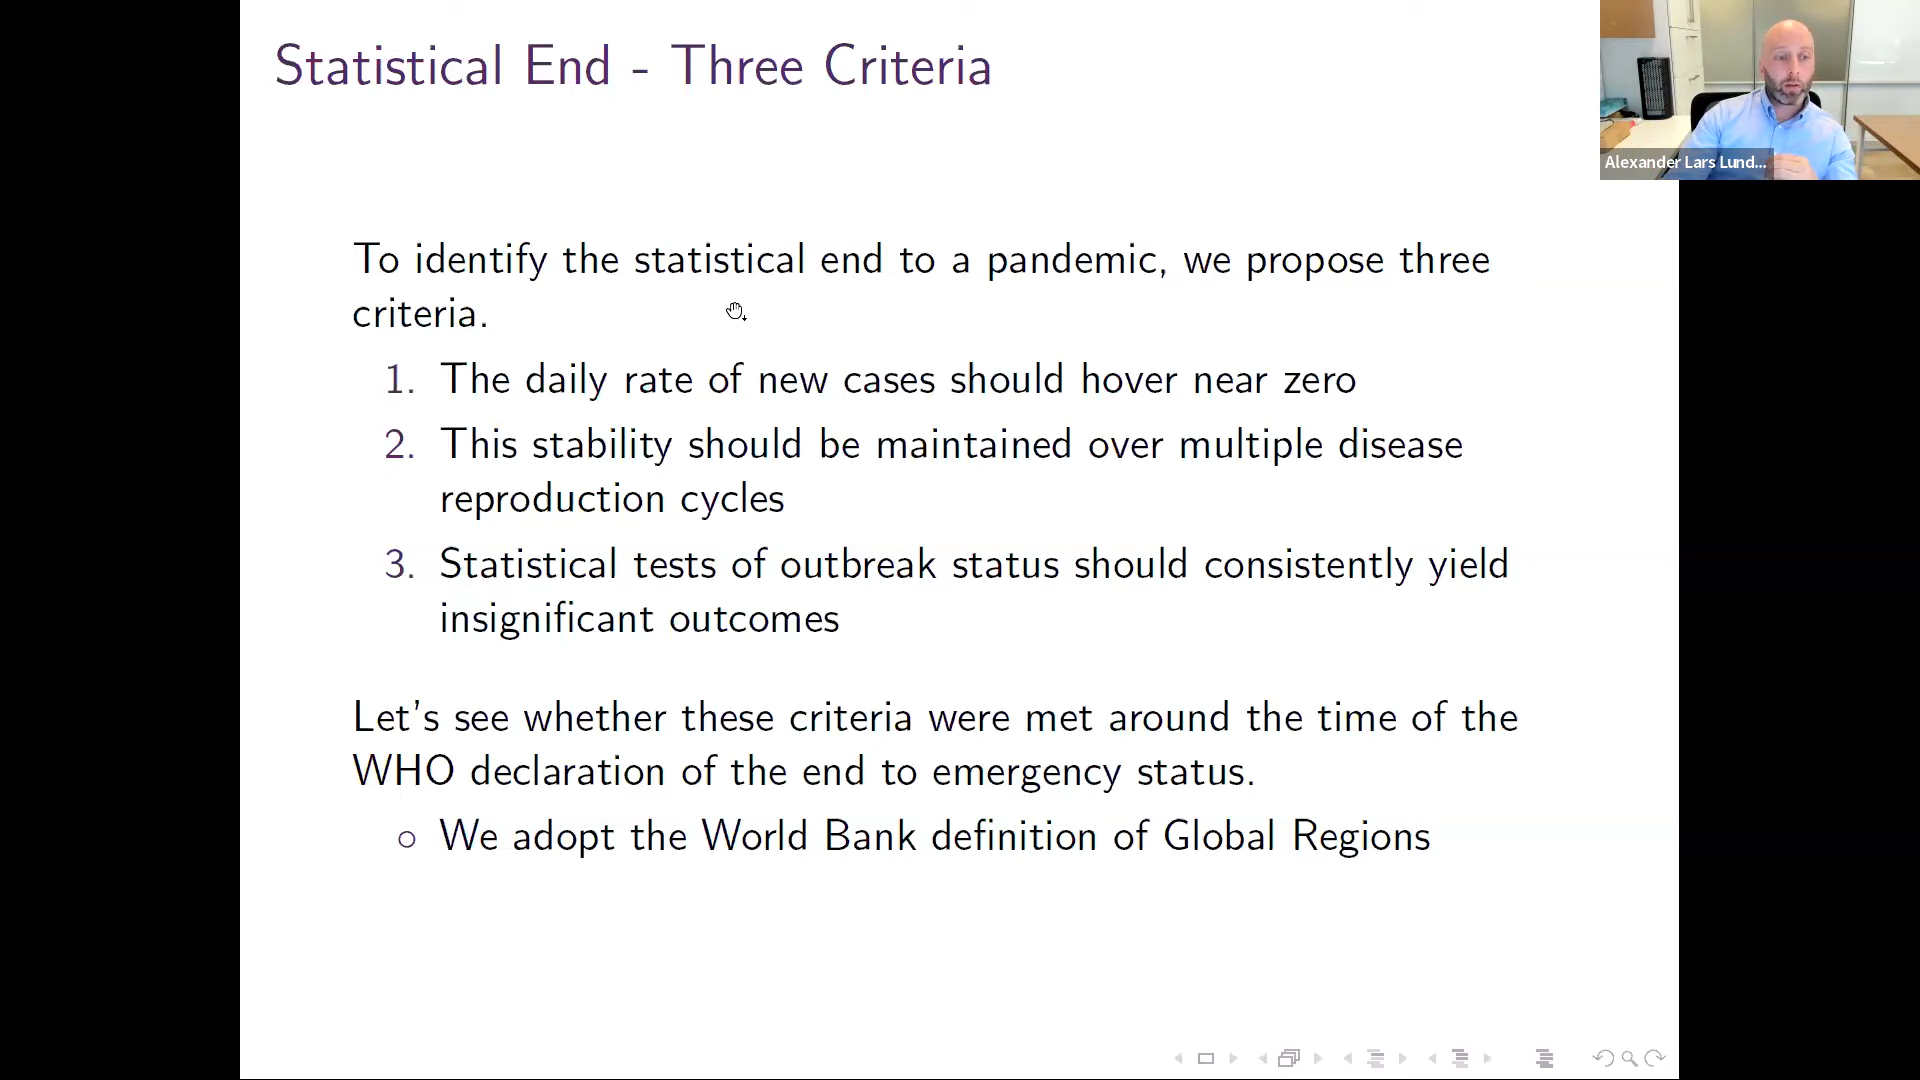 Statistical End - Three Criteria
Alexander Lars Lund...
To identify the statistical end to a pandemic, we propose three
criteria.
1. The daily rate of new cases should hover near zero
2. This stability should be maintained over multiple disease
reproduction cycles
3. Statistical tests of outbreak status should consistently yield
insignificant outcomes
Let's see whether these criteria were met around the time of the
WHO declaration of the end to emergency status.
○ We adopt the World Bank definition of Global Regions